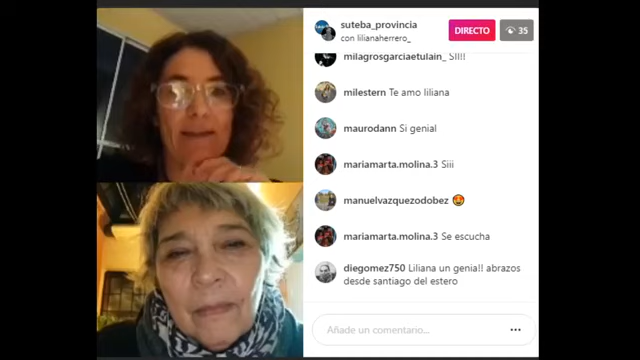 suteba_provincia
con lilianaherrero_
DIRECTO
35
milagrosgarciaetulain_ SI!!!
milestern Te amo liliana
maurodann Si genial
mariamarta.molina.3 Siii
manuelvazquezodobez 😍
mariamarta.molina.3 Se escucha
diegomez750 Liliana un genia!! abrazos
desde santiago del estero
Añade un comentario...